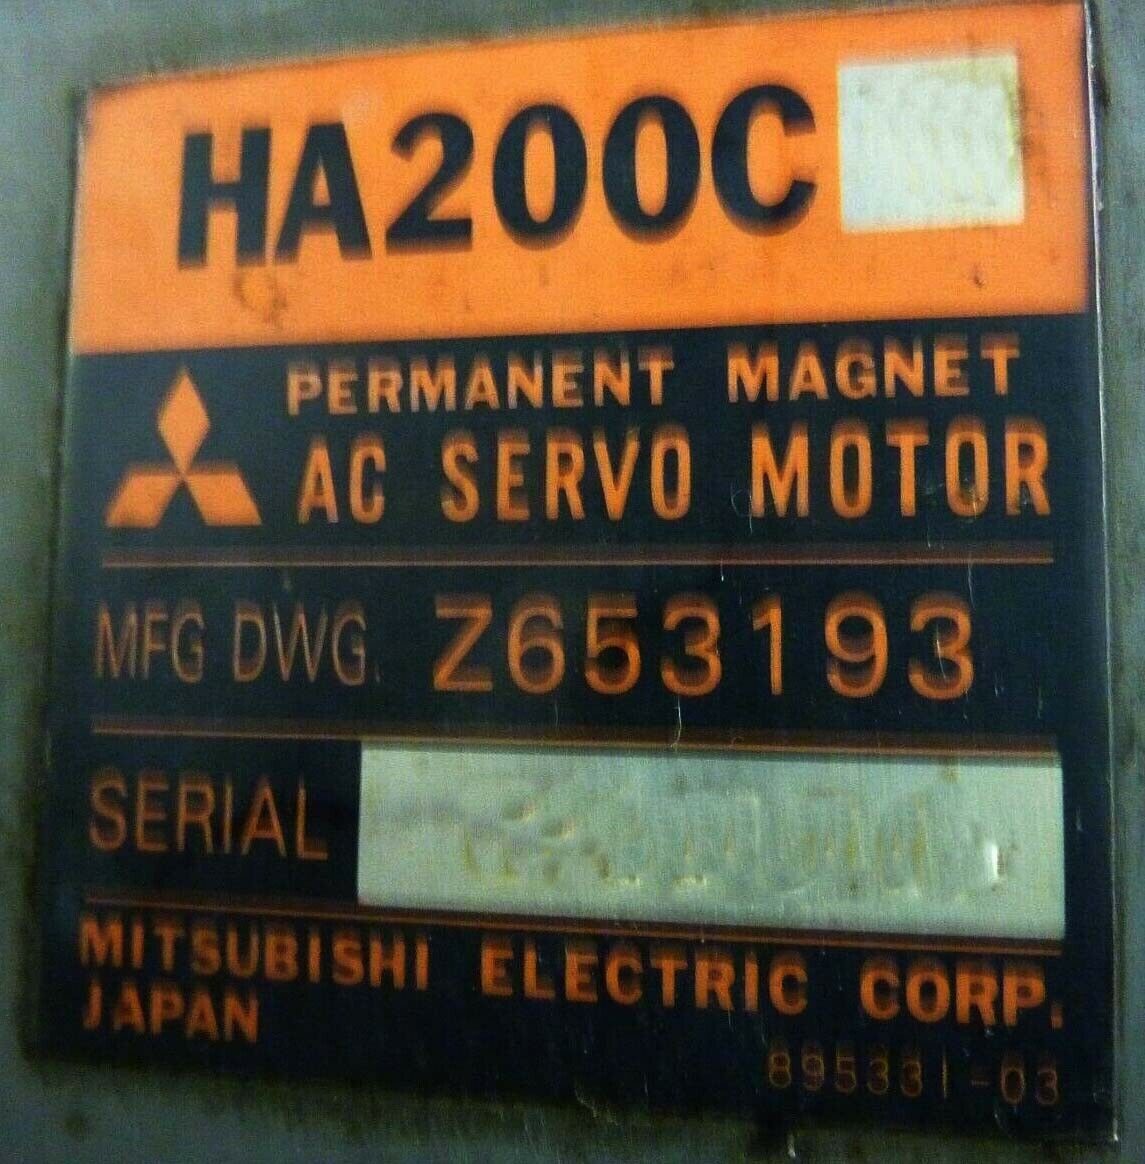 HA200C
PERMANENT MAGNET
AC SERVO MOTOR
MFG DWG. Z653193
SERIAL
MITSUBISHI ELECTRIC CORP.
JAPAN
895331-03